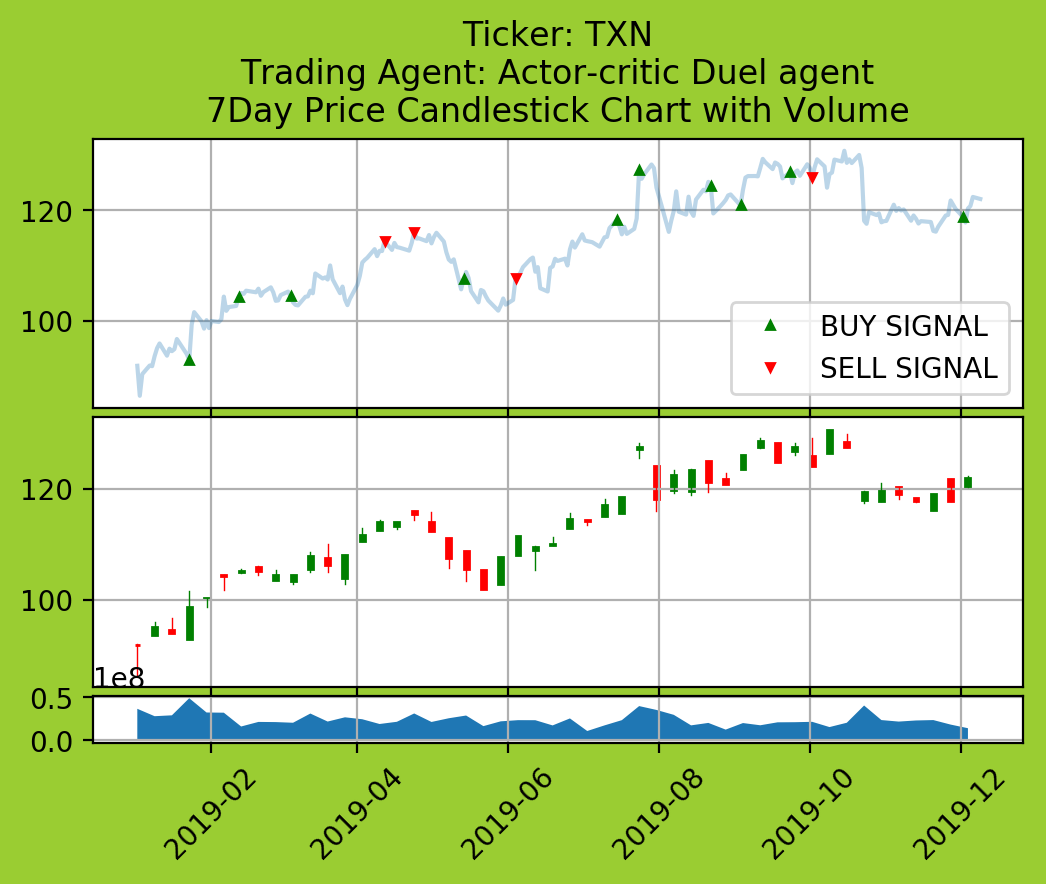 Ticker: TXN
Trading Agent: Actor-critic Duel agent
7Day Price Candlestick Chart with Volume
120
100
BUY SIGNAL
SELL SIGNAL
120
100
1e8
0.5
0.0
2019-02
2019-04
2019-06
2019-08
2019-10
2019-12